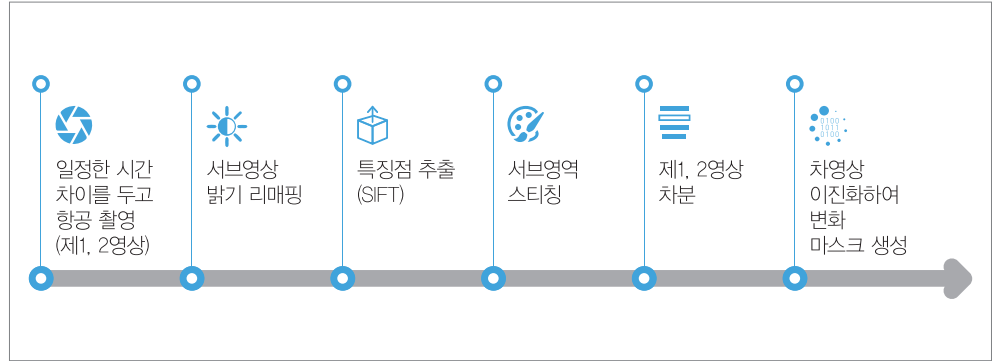 일정한 시간
차이를 두고
항공 촬영
(제1, 2영상)
서브영상
밝기 리매핑
특징점 추출
(SIFT)
서브영역
스티칭
제1, 2영상
차분
0100
1011
0100
차영상
이진화하여
변화
마스크 생성